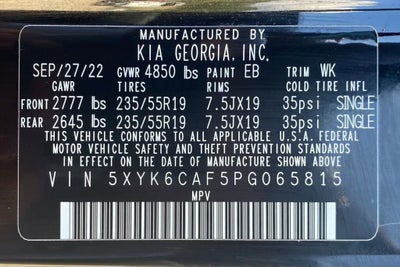 MANUFACTURED BY
KIA GEORGIA, INC.
SEP/27/22 GVWR 4850 lbs PAINT EB TRIM WK
GAWR TIRES RIMS COLD TIRE INFL
FRONT 2777 lbs 235/55R19 7.5JX19 35psi SINGLE
REAR 2645 lbs 235/55R19 7.5JX19 35psi SINGLE
THIS VEHICLE CONFORMS TO ALL APPLICABLE U.S.A. FEDERAL
MOTOR VEHICLE SAFETY AND THEFT PREVENTION STANDARDS
IN EFFECT ON THE DATE OF MANUFACTURE SHOWN ABOVE.
VIN 5XYK6CAF5PG065815
MPV